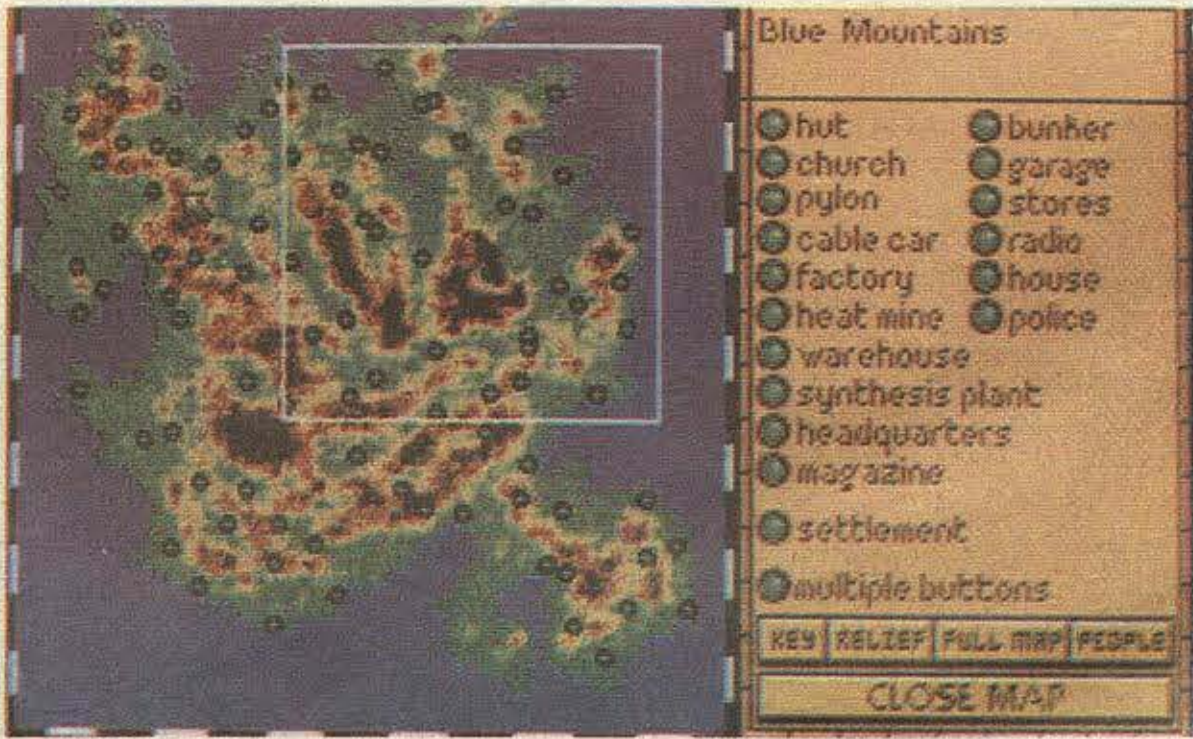 Blue Mountains
hut bunker
church garage
pylon stores
cable car radio
factory house
heat mine police
warehouse
synthesis plant
headquarters
magazine
settlement
multiple buttons
KEY RELIEF FULL MAP PEOPLE
CLOSE MAP